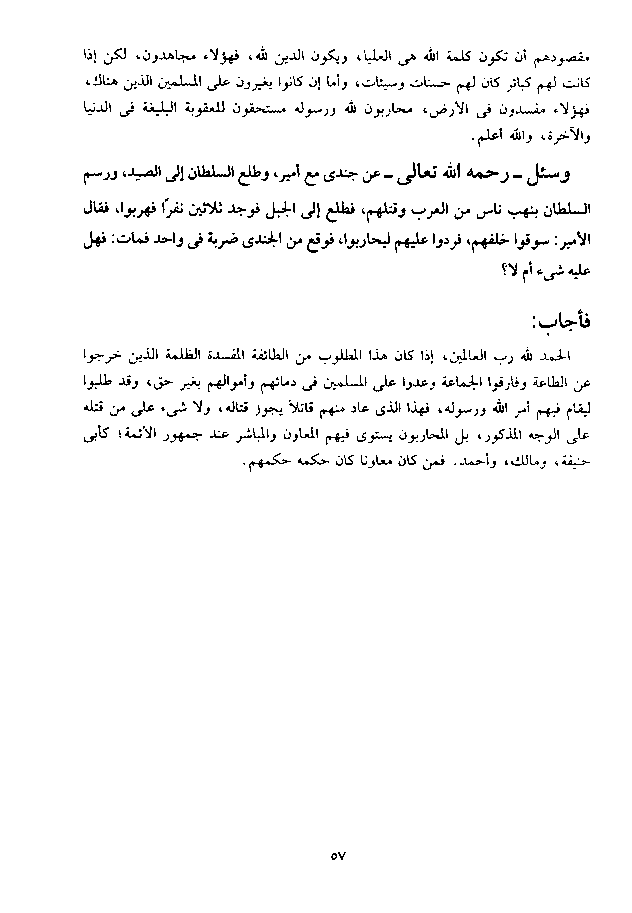 مقصودهم أن تكون كلمة الله هى العليا، ويكون الدين لله، فهؤلاء مجاهدون، لكن إذا
كانت لهم كبائر كان لهم حسنات وسيئات، وأما إن كانوا يغيرون على المسلمين الذين هناك،
فهؤلاء مفسدون فى الأرض، محاربون لله ورسوله مستحقون للعقوبة البليغة فى الدنيا
والآخرة، والله أعلم.
وسئل ــ رحمه الله تعالى ــ عن جندى مع أمير، وطلع السلطان إلى الصيد، ورسم
السلطان بنهب ناس من العرب وقتلهم، فطلع إلى الجبل فوجد ثلاثين نفرًا فهربوا، فقال
الأمير: سوقوا خلفهم، فردوا عليهم ليحاربوا، فوقع من الجندى ضربة فى واحد فمات: فهل
عليه شىء أم لا؟
فأجاب:
الحمد لله رب العالمين، إذا كان هذا المطلوب من الطائفة المفسدة الظلمة الذين خرجوا
عن الطاعة وفارقوا الجماعة وعدوا على المسلمين فى دمائهم وأموالهم بغير حق، وقد طلبوا
ليقام فيهم أمر الله ورسوله، فهذا الذى عاد منهم قاتلاً يجوز قتاله، ولا شىء على من قتله
على الوجه المذكور، بل المحاربون يستوى فيهم المعاون والمباشر عند جمهور الأئمة؛ كأبى
حنيفة، ومالك، وأحمد. فمن كان معاونا كان حكمه حكمهم.
٥٧